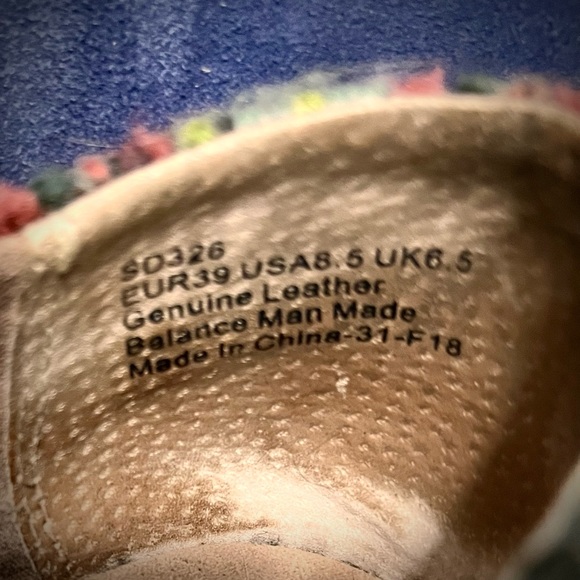 SD326
EUR39 USA8.5 UK6.5
Genuine Leather
Balance Man Made
Made In China-31-F18